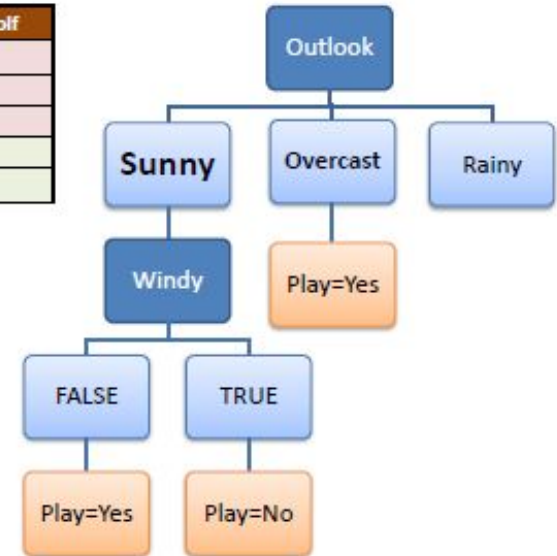 olf
Outlook
Sunny
Overcast
Rainy
Windy
Play=Yes
FALSE
TRUE
Play=Yes
Play=No